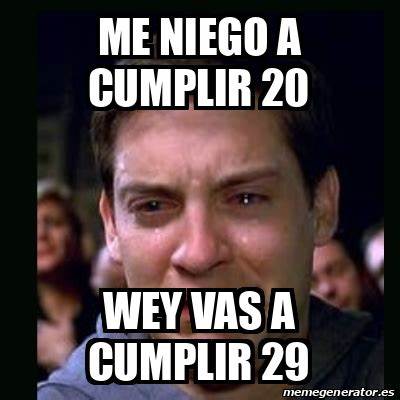 ME NIEGO A
CUMPLIR 20
WEY VAS A
CUMPLIR 29
memegenerator.es